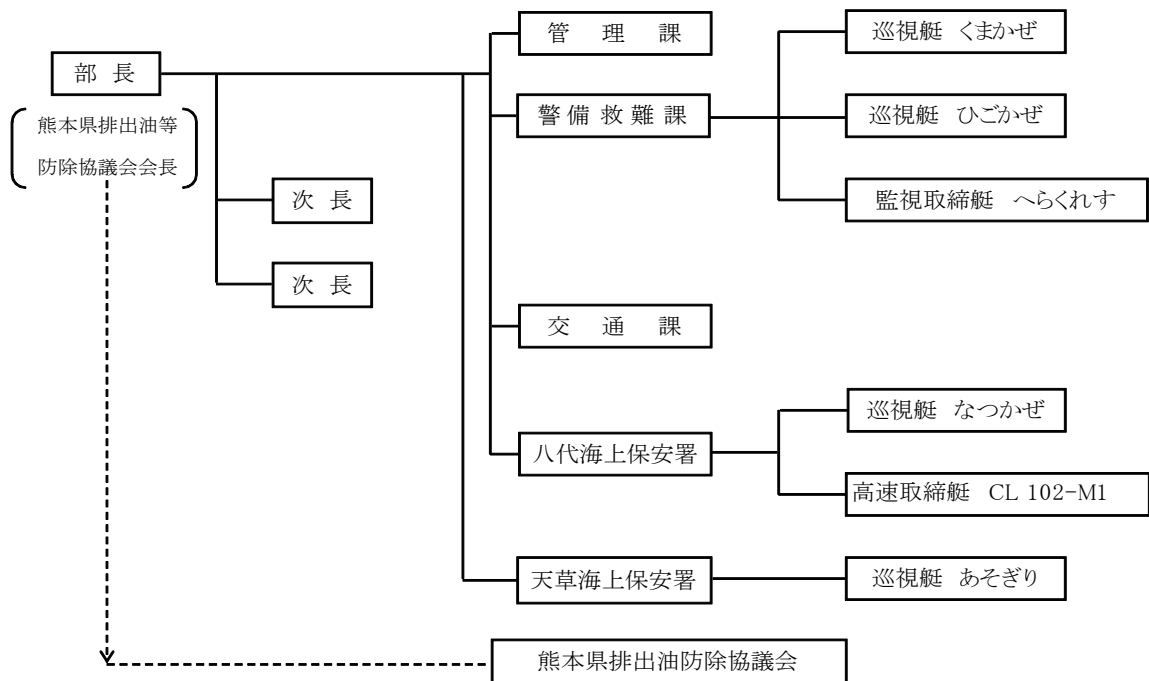 管理課
巡視艇 くまかぜ
部長
警備救難課
巡視艇 ひごかぜ
熊本県排出油等
防除協議会会長
次長
監視取締艇 へらくれす
次長
交通課
巡視艇 なつかぜ
八代海上保安署
高速取締艇 CL 102-M1
天草海上保安署
巡視艇 あそぎり
熊本県排出油防除協議会